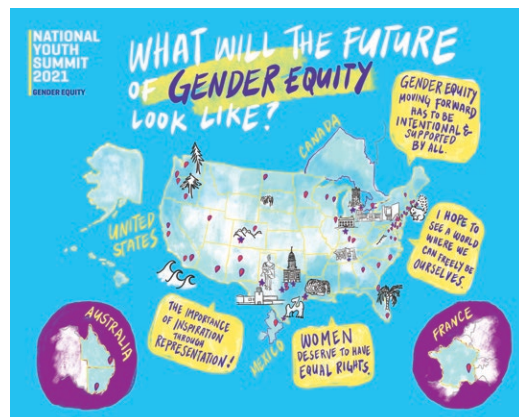 NATIONAL
YOUTH
SUMMIT
2021
GENDER EQUITY
WHAT WILL THE FUTURE
OF GENDER EQUITY
LOOK LIKE?
GENDER EQUITY
MOVING FORWARD
HAS TO BE
INTENTIONAL &
SUPPORTED
BY ALL.
CANADA
UNITED
STATES
I HOPE TO
SEE A WORLD
WHERE WE
CAN FREELY BE
OURSELVES.
AUSTRALIA
THE IMPORTANCE
OF INSPIRATION
THROUGH
REPRESENTATION!
MEXICO
WOMEN
DESERVE TO HAVE
EQUAL RIGHTS.
FRANCE